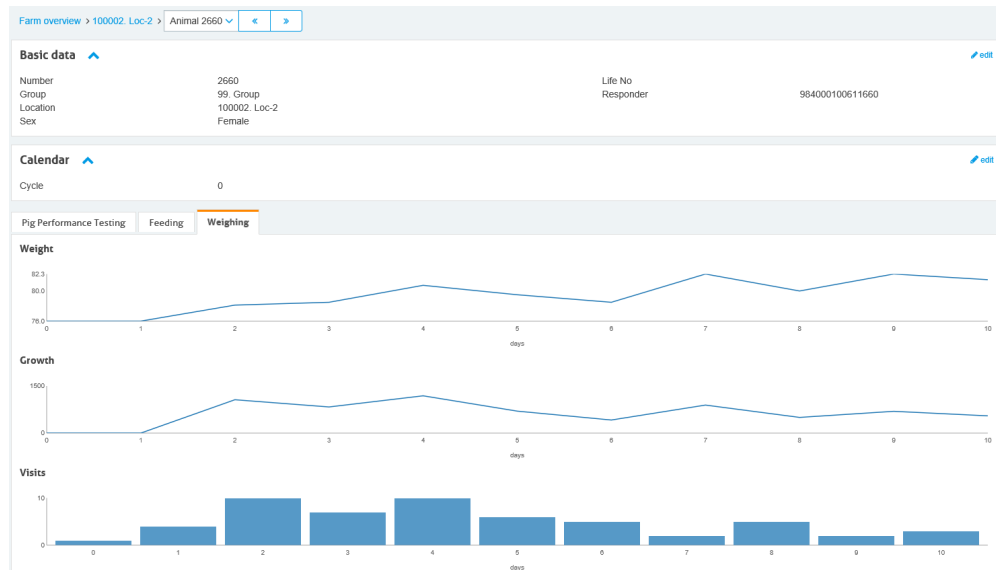 Farm overview > 100002. Loc-2 > Animal 2660 « »
Basic data edit
Number 2660 Life No
Group 99. Group Responder 984000100611660
Location 100002. Loc-2
Sex Female
Calendar edit
Cycle 0
Pig Performance Testing Feeding Weighing
Weight
82.3
80.0
76.0
0 1 2 3 4 5 6 7 8 9 10
days
Growth
1500
0
0 1 2 3 4 5 6 7 8 9 10
days
Visits
10
0
0 1 2 3 4 5 6 7 8 9 10
days